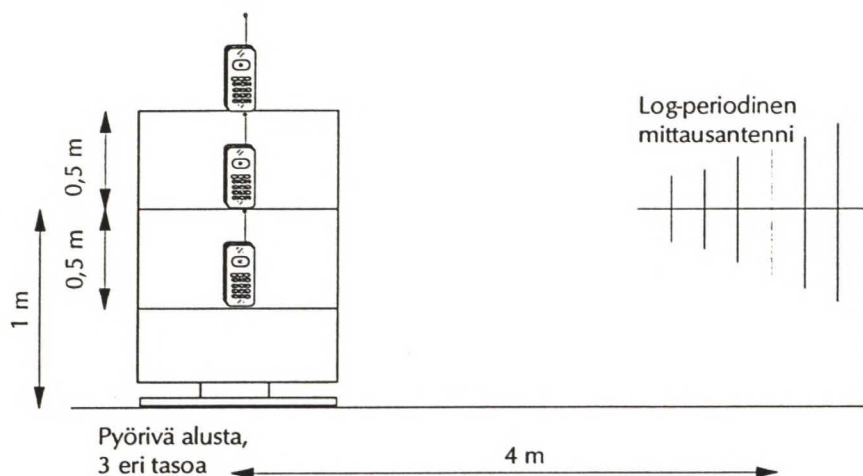 Log-periodinen
mittausantenni
0,5 m
0,5 m
1 m
Pyörivä alusta,
3 eri tasoa
4 m